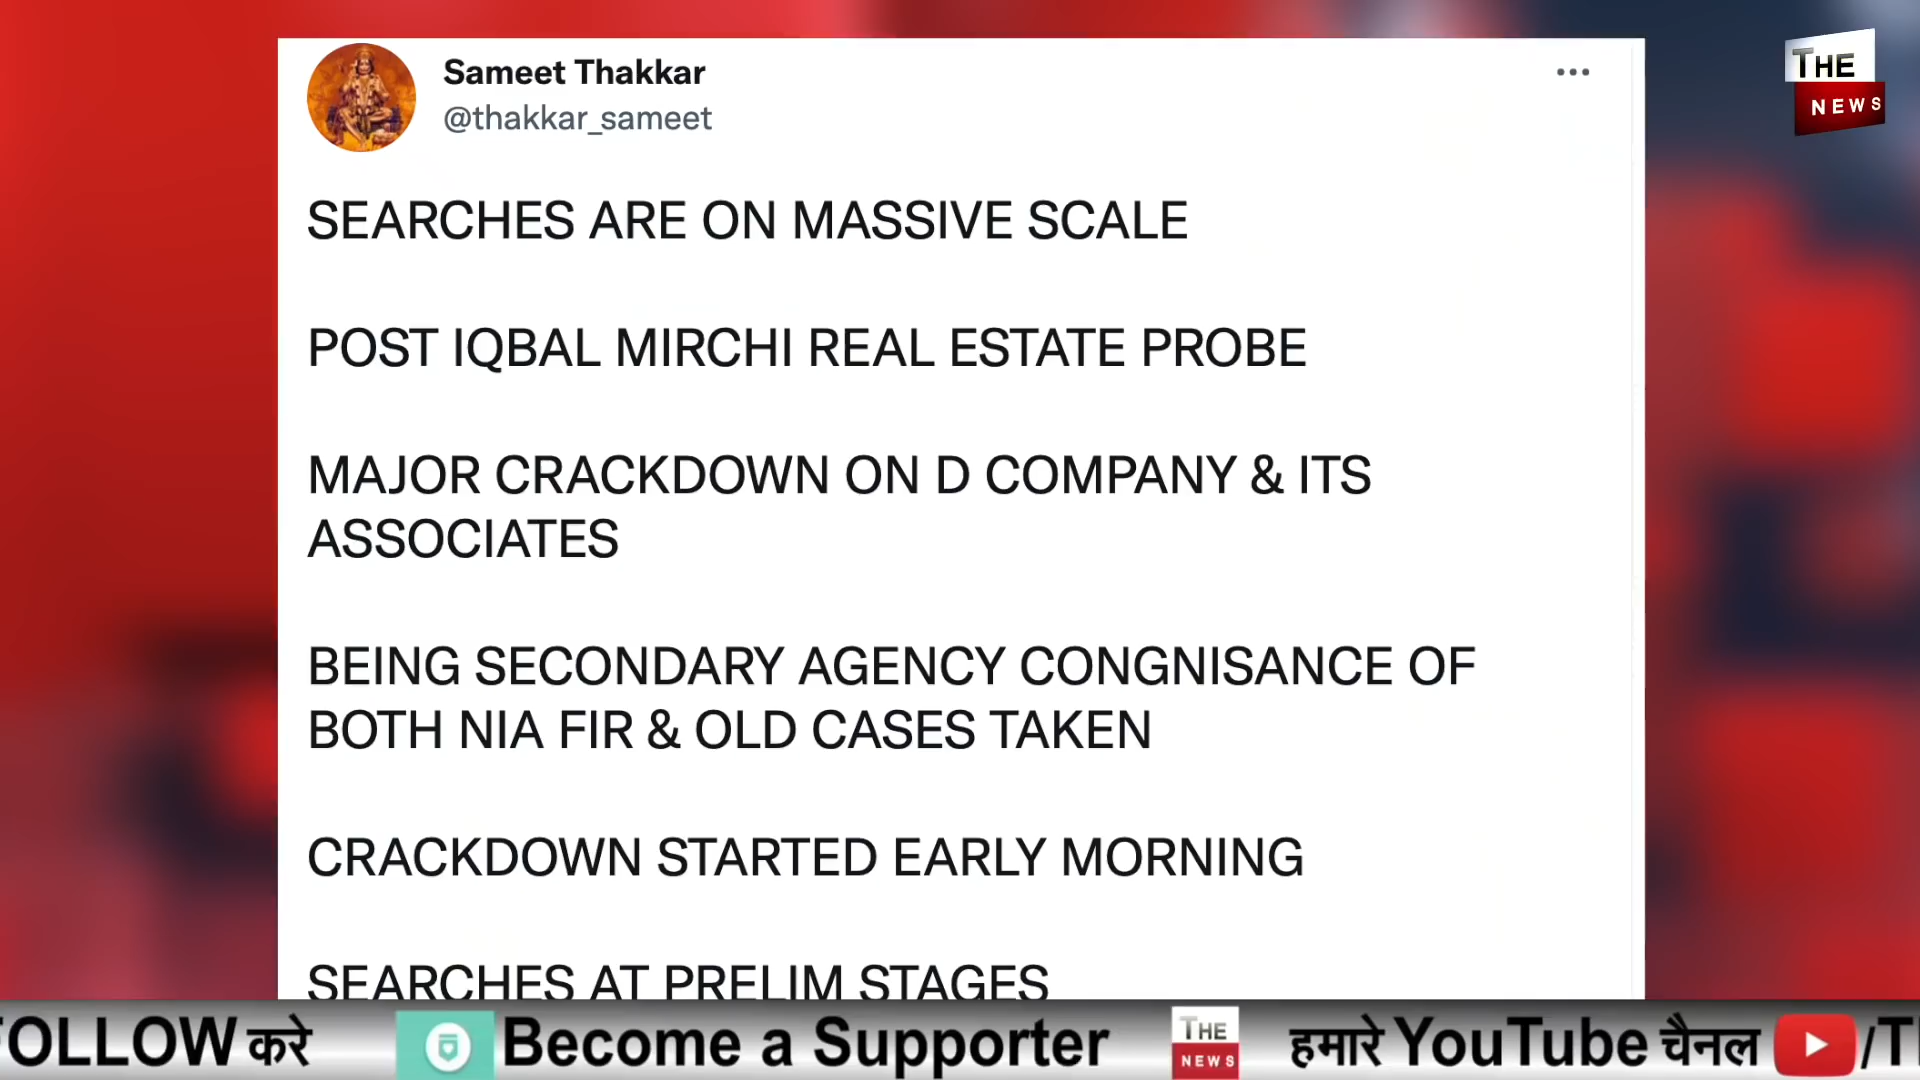 Sameet Thakkar
@thakkar_sameet
THE
NEWS
SEARCHES ARE ON MASSIVE SCALE
POST IQBAL MIRCHI REAL ESTATE PROBE
MAJOR CRACKDOWN ON D COMPANY & ITS
ASSOCIATES
BEING SECONDARY AGENCY CONGNISANCE OF
BOTH NIA FIR & OLD CASES TAKEN
CRACKDOWN STARTED EARLY MORNING
SEARCHES AT PRELIM STAGES
FOLLOW करे Become a Supporter THE NEWS हमारे YouTube चैनल /T